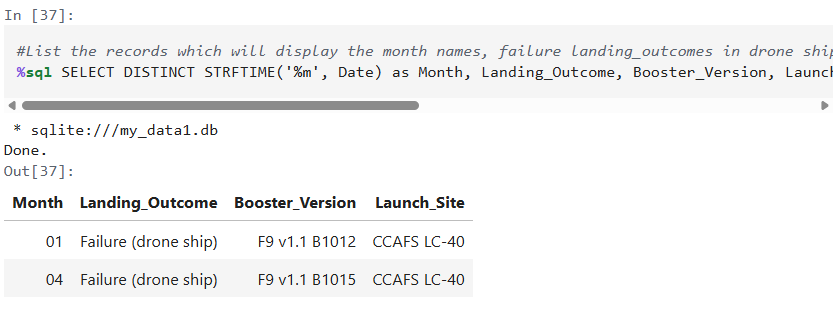 In [37]:
#List the records which will display the month names, failure landing_outcomes in drone ship
%sql SELECT DISTINCT STRFTIME('%m', Date) as Month, Landing_Outcome, Booster_Version, Launch
* sqlite:///my_data1.db
Done.
Out[37]:
Month Landing_Outcome Booster_Version Launch_Site
01 Failure (drone ship) F9 v1.1 B1012 CCAFS LC-40
04 Failure (drone ship) F9 v1.1 B1015 CCAFS LC-40